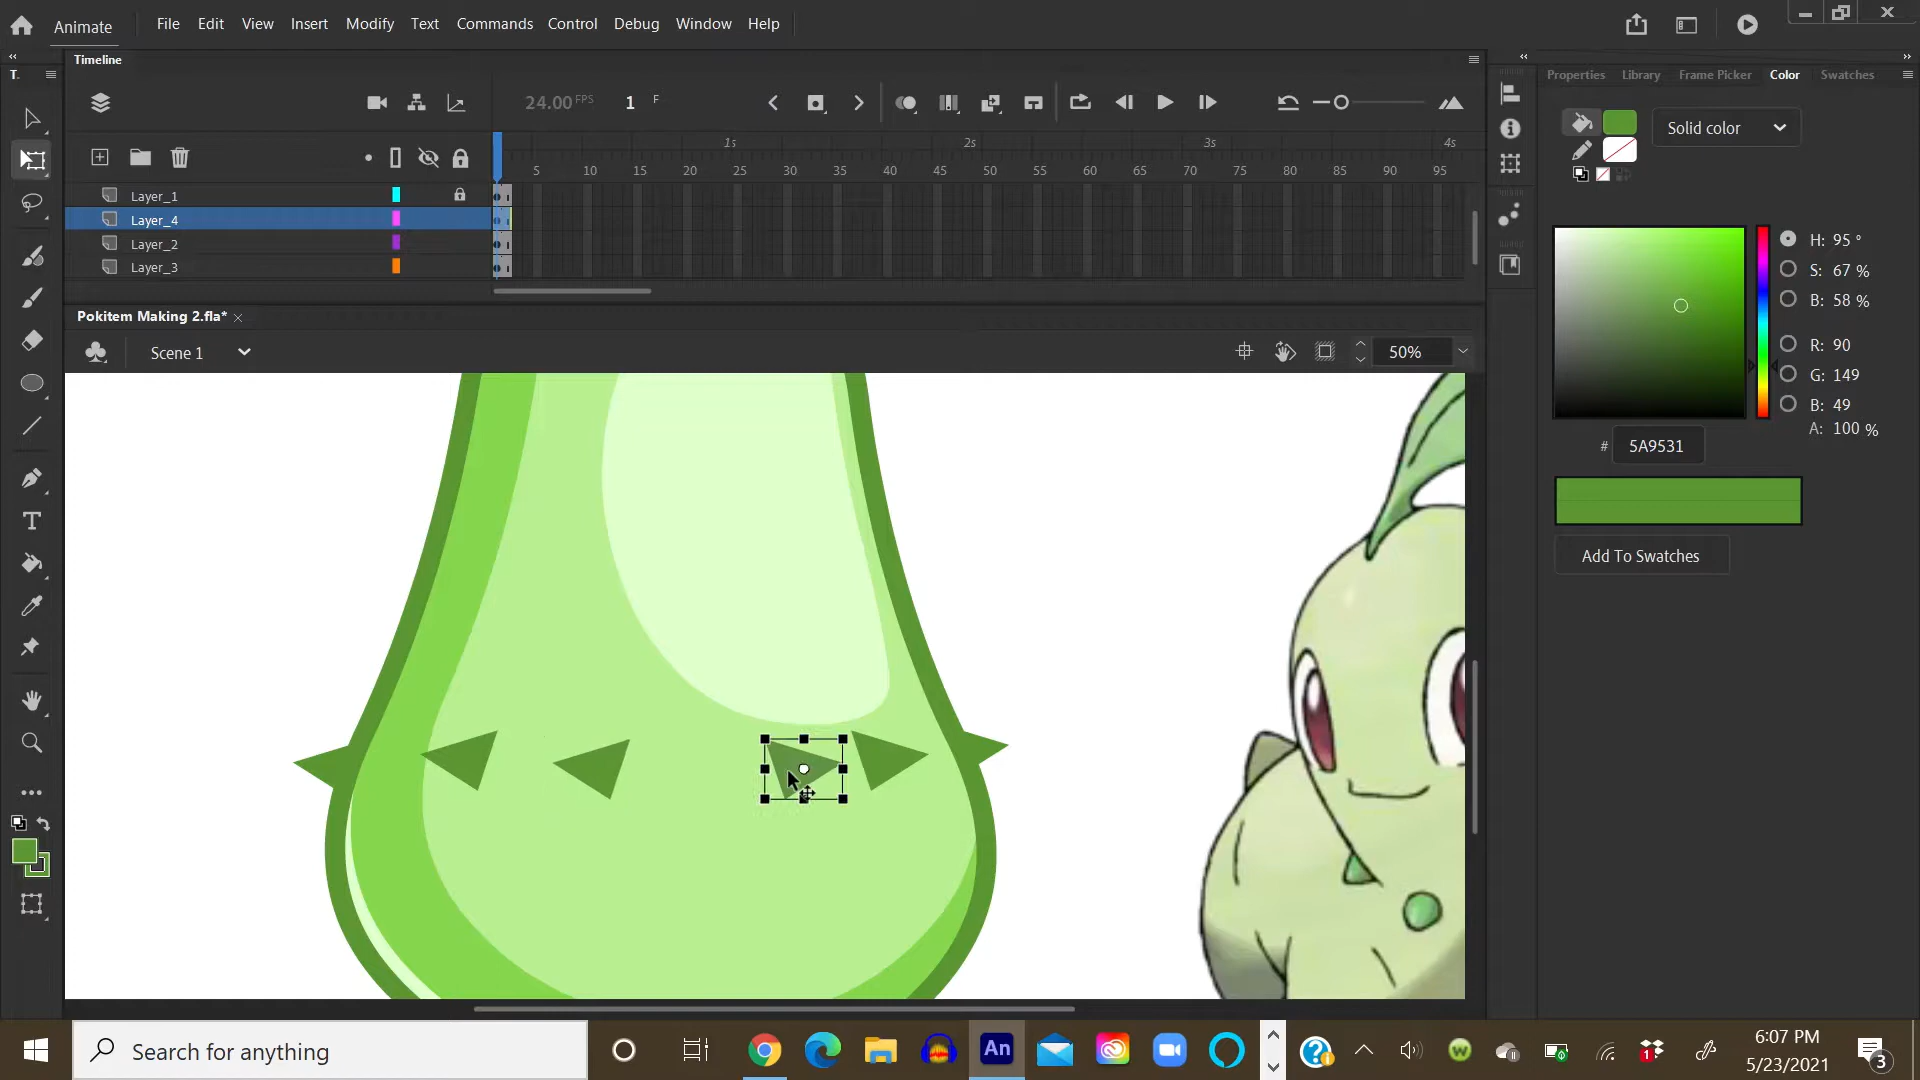 Animate File Edit View Insert Modify Text Commands Control Debug Window Help
T. Timeline Properties Library Frame Picker Color Swatches
24.00 FPS 1 F
Solid color
1s 2s 3s 4s
5 10 15 20 25 30 35 40 45 50 55 60 65 70 75 80 85 90 95
Layer_1
Layer_4
Layer_2
Layer_3
H: 95 °
S: 67 %
B: 58 %
R: 90
G: 149
B: 49
A: 100 %
# 5A9531
Add To Swatches
Pokitem Making 2.fla* ×
Scene 1 50%
Search for anything
An
6:07 PM
5/23/2021
1
3